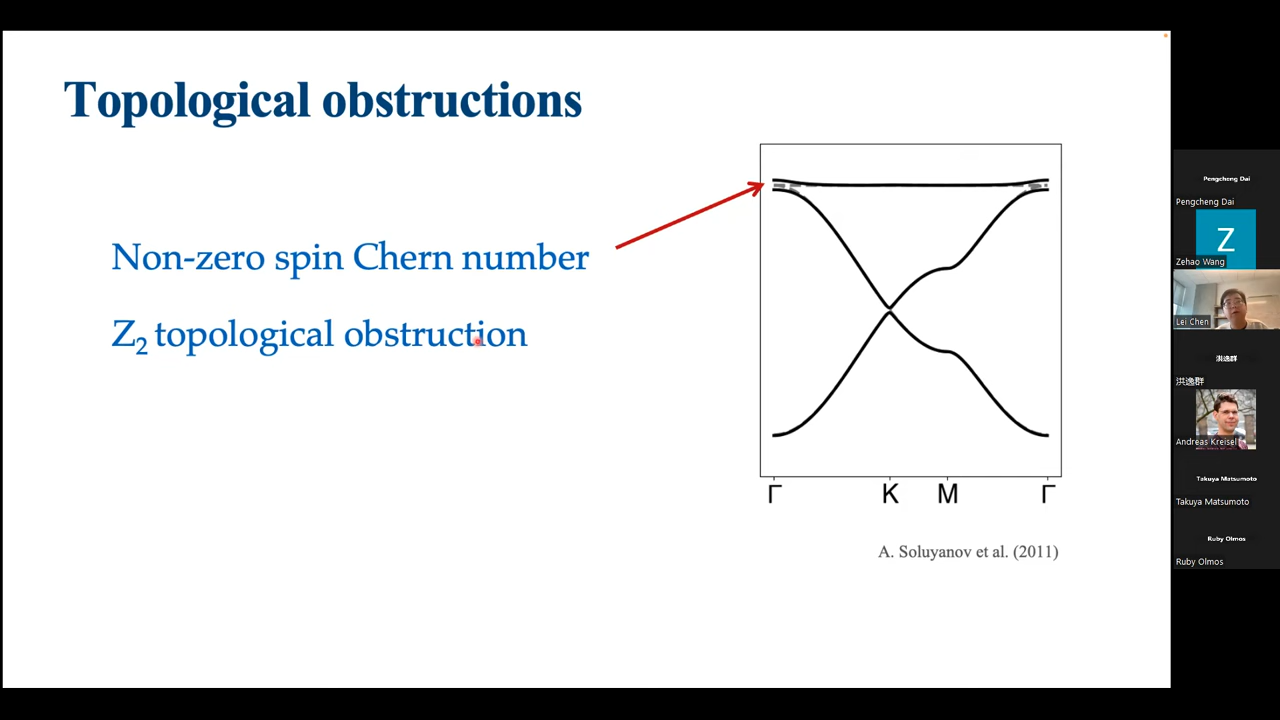 Topological obstructions
Non-zero spin Chern number
Z₂ topological obstruction
Γ K M Γ
A. Soluyanov et al. (2011)
Pengcheng Dai
Pengcheng Dai
Z
Zehao Wang
Lei Chen
洪逸群
洪逸群
Andreas Kreisel
Takuya Matsumoto
Takuya Matsumoto
Ruby Olmos
Ruby Olmos